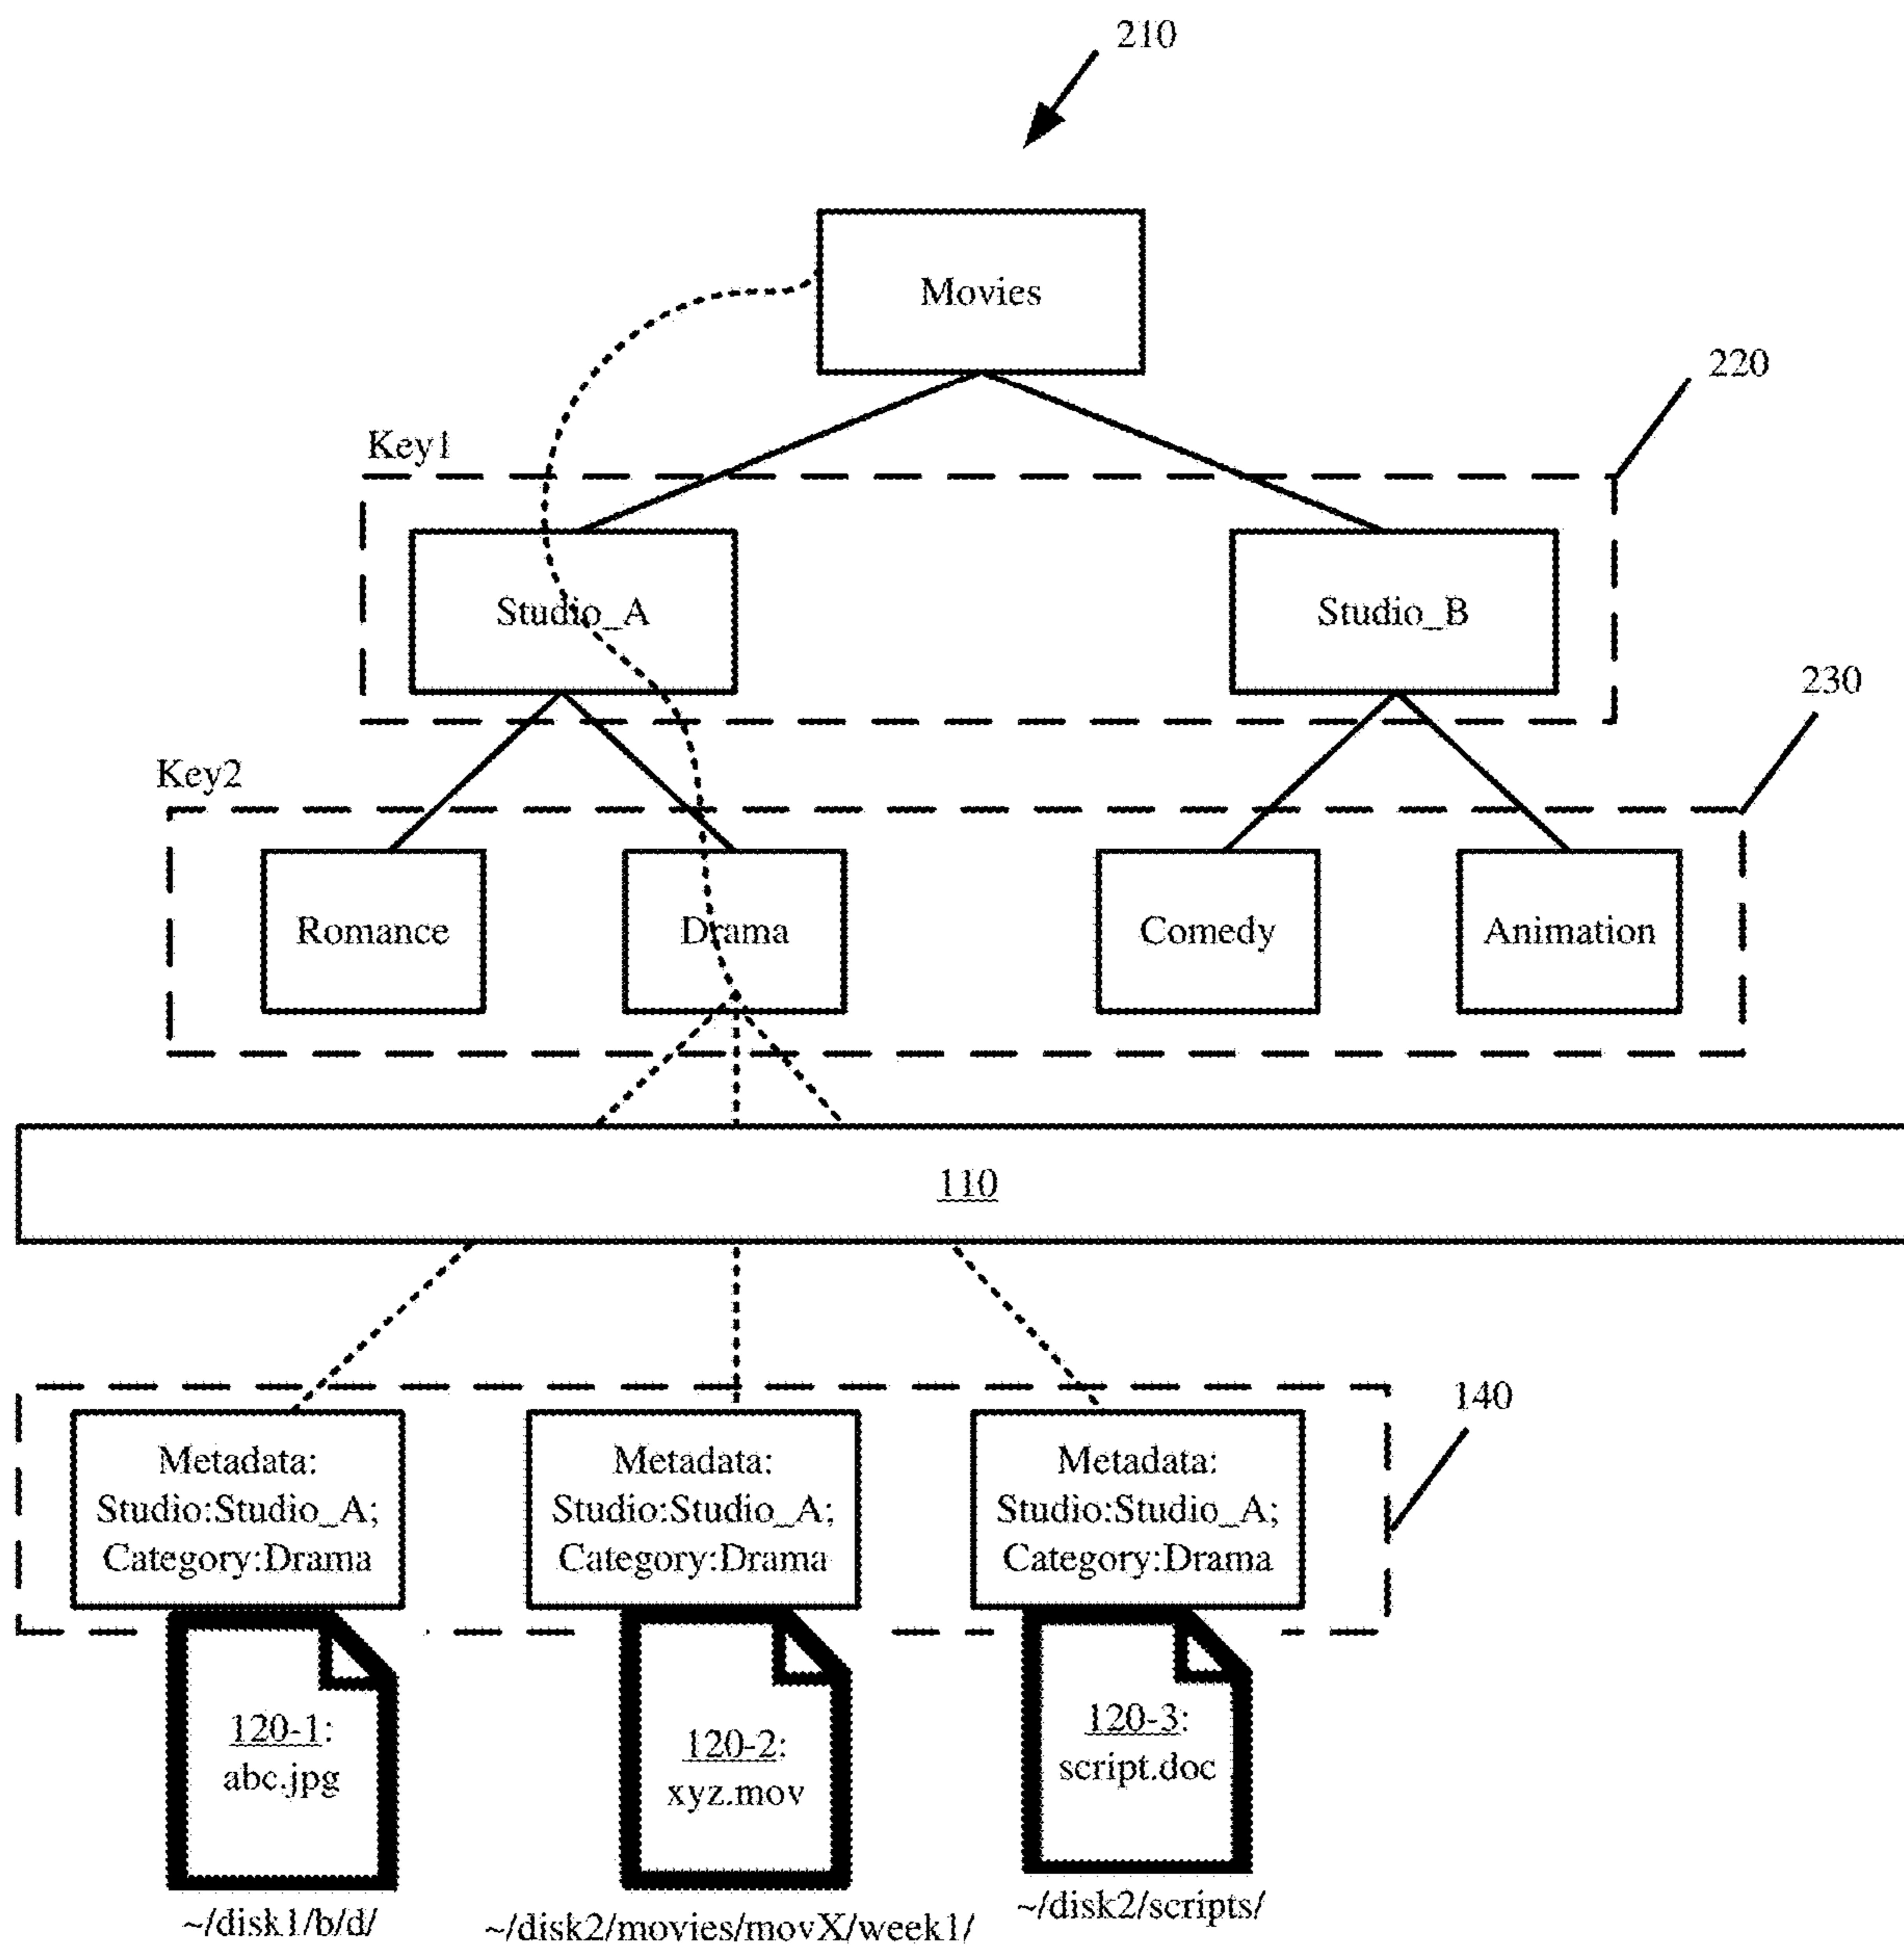 210
Movies
220
Key1
Studio_A
Studio_B
230
Key2
Romance
Drama
Comedy
Animation
110
140
Metadata:
Studio:Studio_A;
Category:Drama
Metadata:
Studio:Studio_A;
Category:Drama
Metadata:
Studio:Studio_A;
Category:Drama
120-1:
abc.jpg
120-2:
xyz.mov
120-3:
script.doc
~/disk1/b/d/
~/disk2/movies/movX/week1/
~/disk2/scripts/